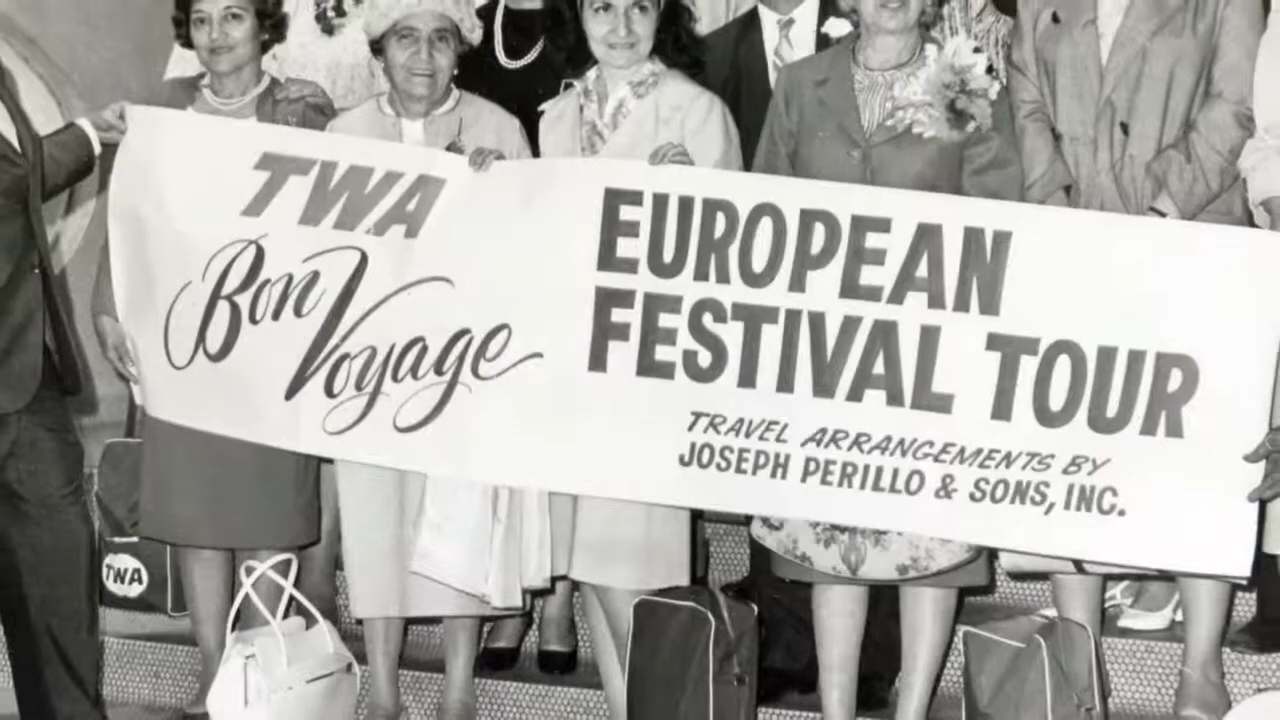 TWA
Bon Voyage
EUROPEAN
FESTIVAL TOUR
TRAVEL ARRANGEMENTS BY
JOSEPH PERILLO & SONS, INC.
TWA